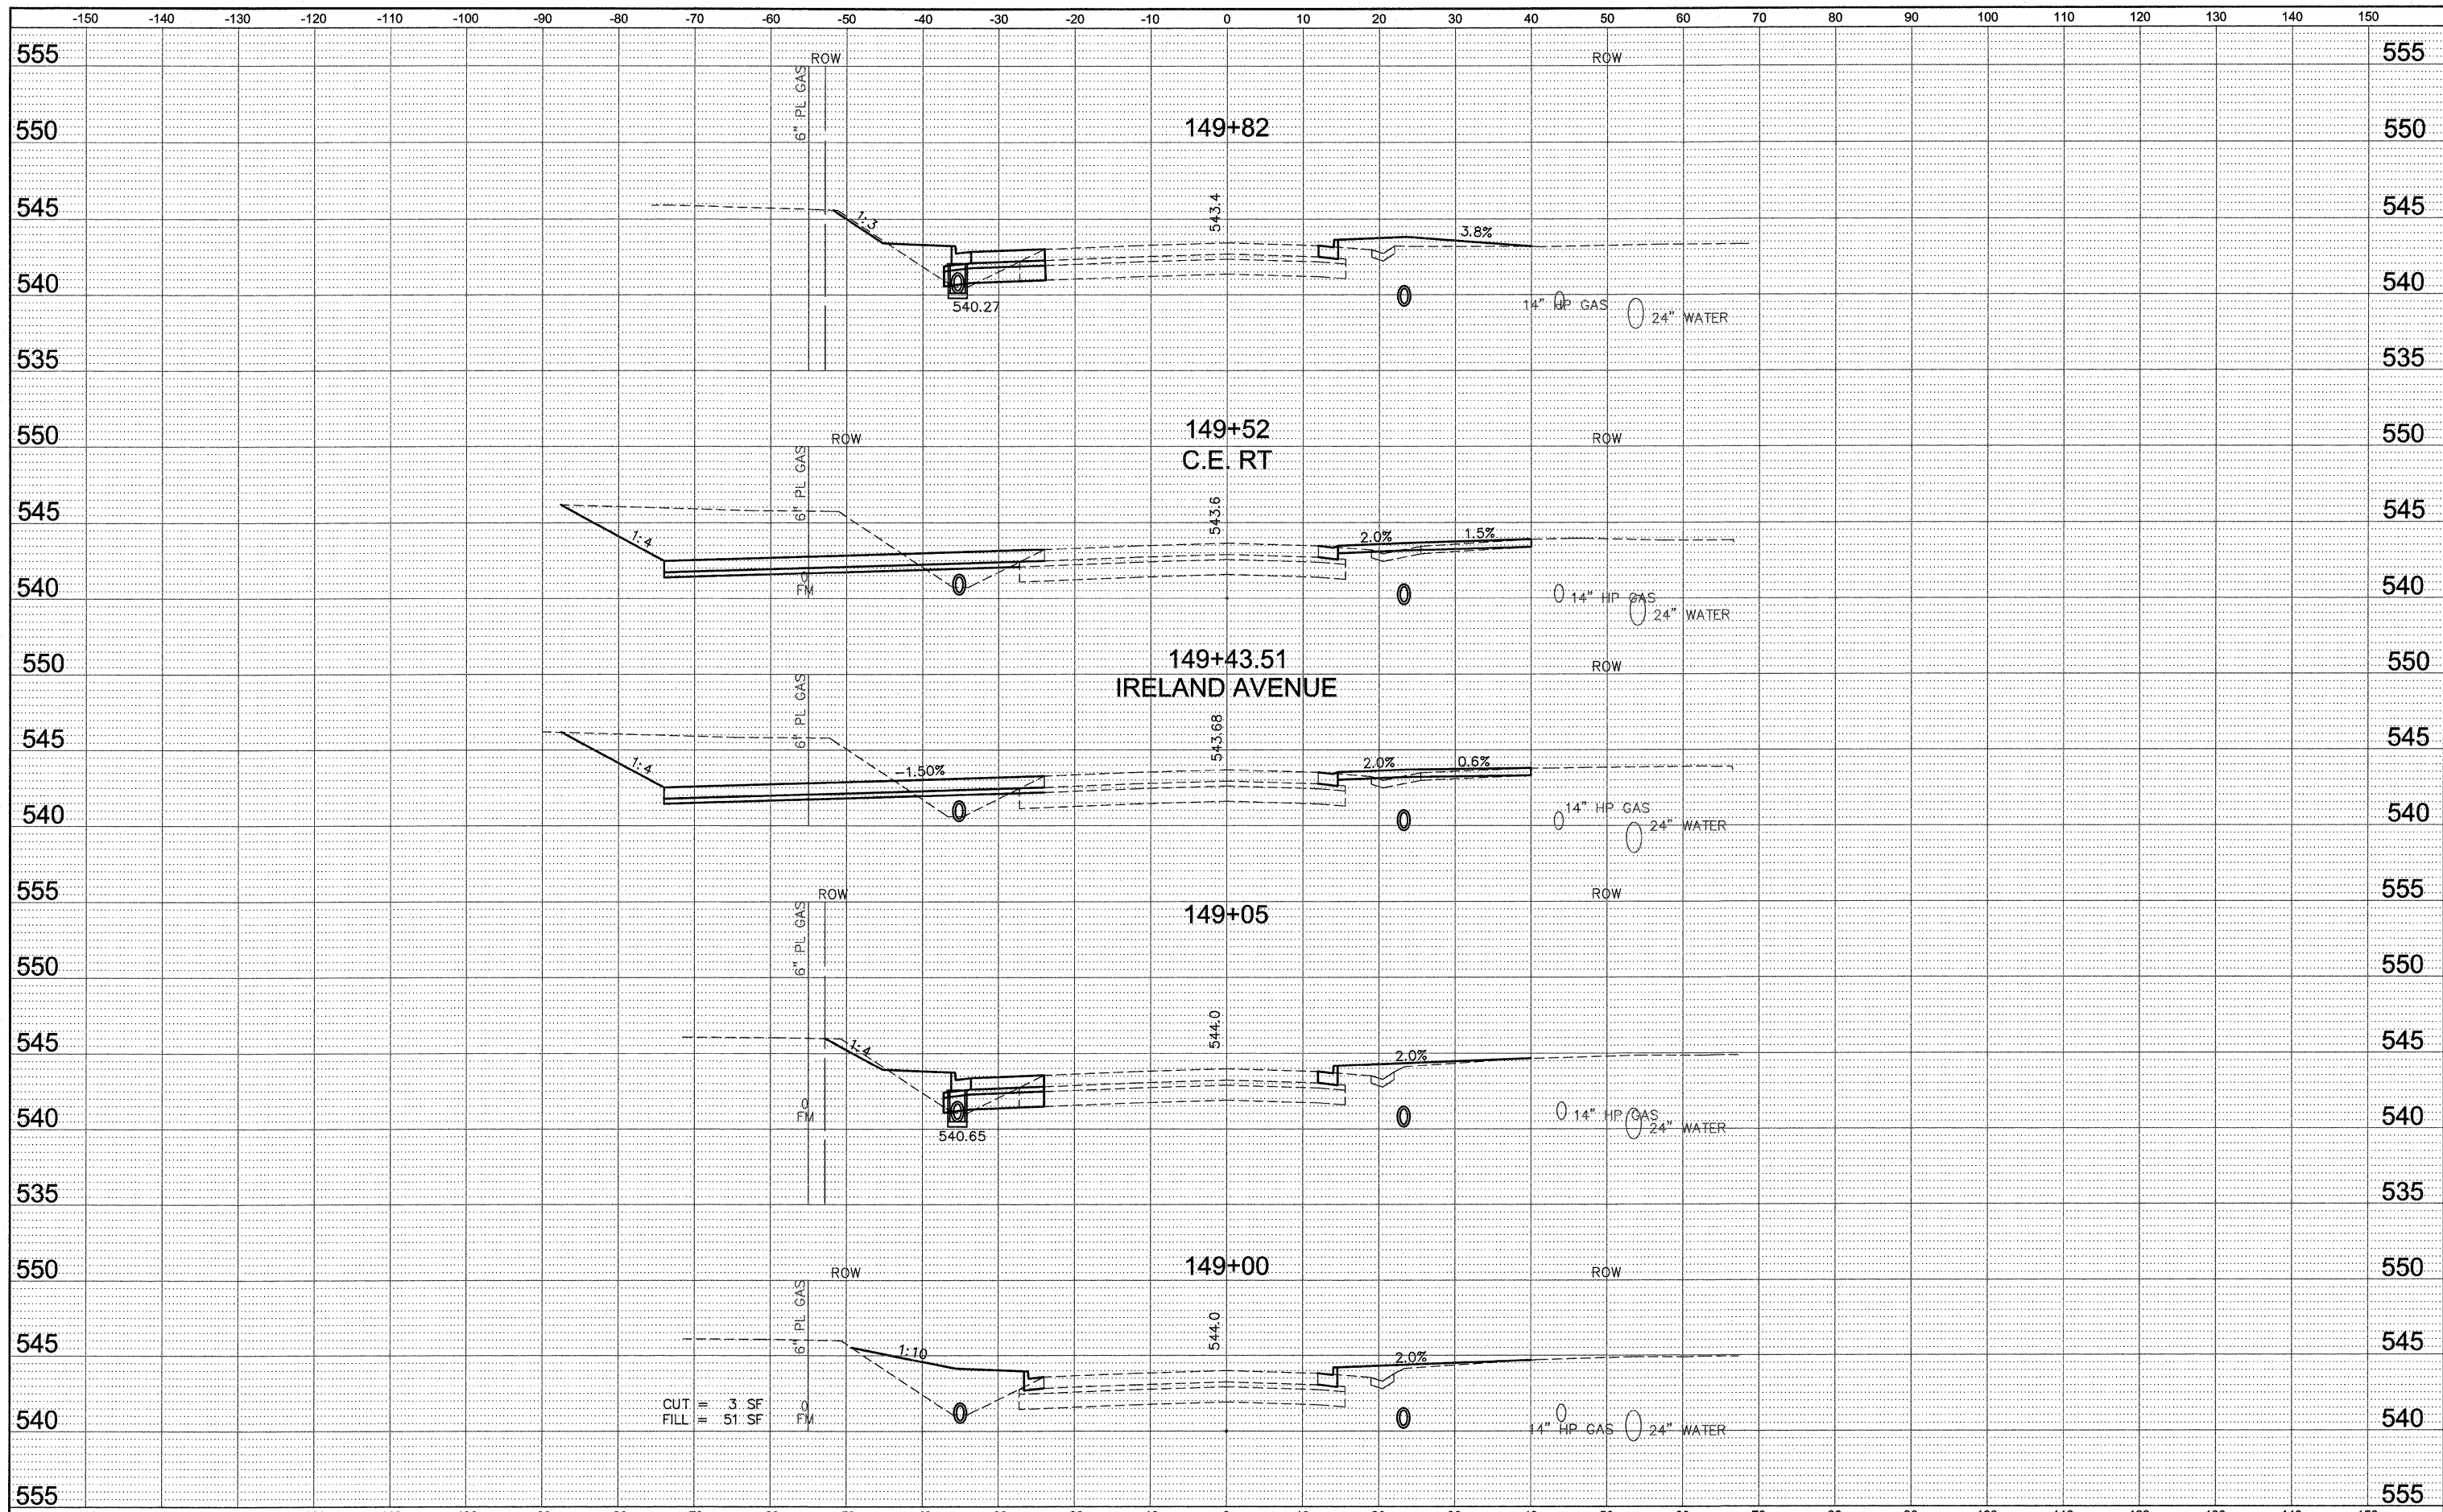 -150 -140 -130 -120 -110 -100 -90 -80 -70 -60 -50 -40 -30 -20 -10 0 10 20 30 40 50 60 70 80 90 100 110 120 130 140 150
555 ROW ROW 555
6" PL GAS
550 149+82 550
545 543.4 545
1:3 3.8%
540 540
540.27 14" HP GAS 24" WATER
535 535
550 ROW 149+52 ROW 550
C.E. RT
6" PL GAS
545 543.6 545
1:4 2.0% 1.5%
540 FM 14" HP GAS 540
24" WATER
550 149+43.51 ROW 550
IRELAND AVENUE
6" PL GAS
545 543.68 545
1:4 -1.50% 2.0% 0.6%
14" HP GAS
540 24" WATER 540
555 ROW ROW 555
149+05
6" PL GAS
550 550
545 544.0 545
1:4 2.0%
540 FM 14" HP GAS 540
540.65 24" WATER
535 535
550 ROW 149+00 ROW 550
6" PL GAS
545 544.0 545
1:10 2.0%
CUT = 3 SF
540 FILL = 51 SF FM 14" HP GAS 24" WATER 540
555 555